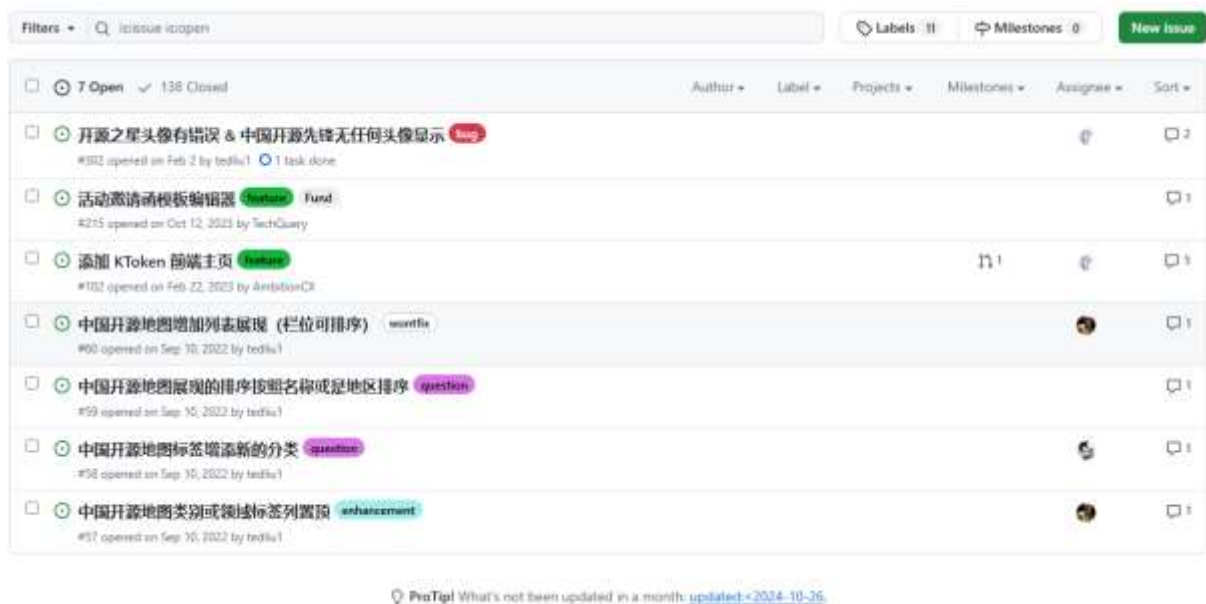 Filters
is:issue is:open
Labels 11
Milestones 0
New issue
7 Open
138 Closed
Author
Label
Projects
Milestones
Assignee
Sort
开源之星头像有错误 & 中国开源先锋无任何头像显示 bug
2
#302 opened on Feb 2 by tedliu1 1 task done
活动邀请函模板编辑器 feature Fund
1
#215 opened on Oct 12, 2023 by TechQuery
添加 KToken 前端主页 feature
1
5
#102 opened on Feb 22, 2023 by AmbitionCX
中国开源地图增加列表展现（栏位可排序） wontfix
1
#60 opened on Sep 10, 2022 by tedliu1
中国开源地图展现的排序按照名称或是地区排序 question
1
#59 opened on Sep 10, 2022 by tedliu1
中国开源地图标签增添新的分类 question
1
#58 opened on Sep 10, 2022 by tedliu1
中国开源地图类别或领域标签列置顶 enhancement
1
#57 opened on Sep 10, 2022 by tedliu1
ProTip! What's not been updated in a month: updated:<2024-10-26.